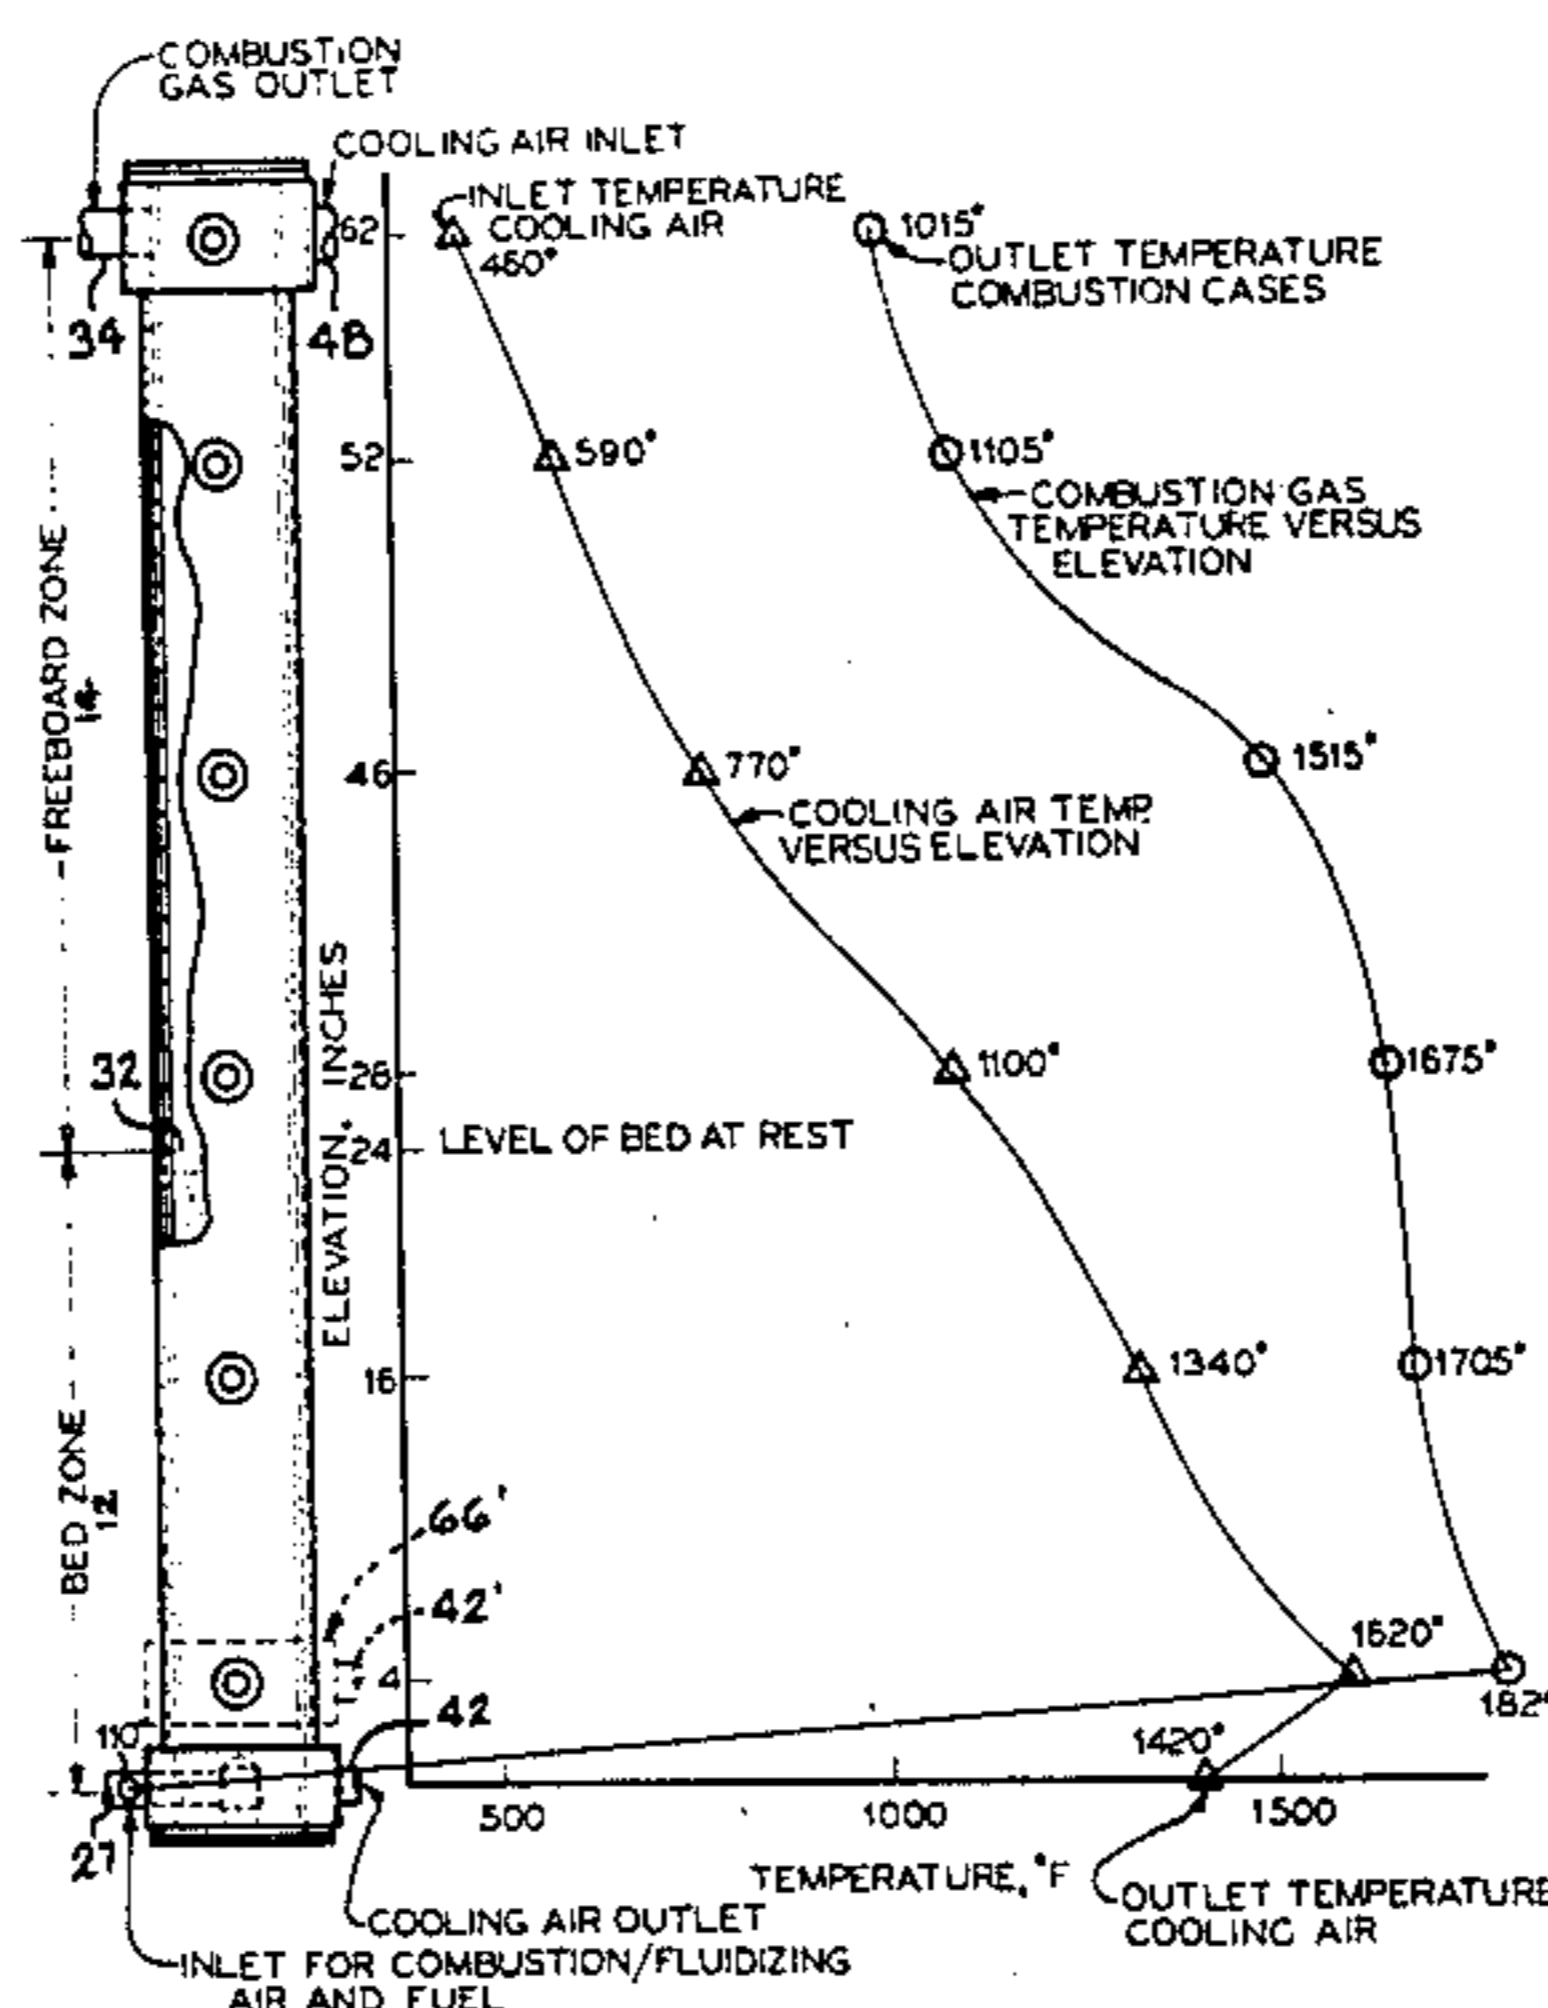 COMBUSTION
GAS OUTLET
COOLING AIR INLET
INLET TEMPERATURE
COOLING AIR
62
460°
1015°
OUTLET TEMPERATURE
COMBUSTION CASES
34
48
52
590°
1105°
COMBUSTION GAS
TEMPERATURE VERSUS
ELEVATION
FREEBOARD ZONE
14
46
770°
1515°
COOLING AIR TEMP.
VERSUS ELEVATION
ELEVATION, INCHES
32
28
1100°
1675°
24
LEVEL OF BED AT REST
16
1340°
1705°
BED ZONE
12
66'
42'
4
1620°
182°
42
110
1420°
27
500
1000
1500
TEMPERATURE, °F
OUTLET TEMPERATURE
COOLING AIR
COOLING AIR OUTLET
INLET FOR COMBUSTION/FLUIDIZING
AIR AND FUEL